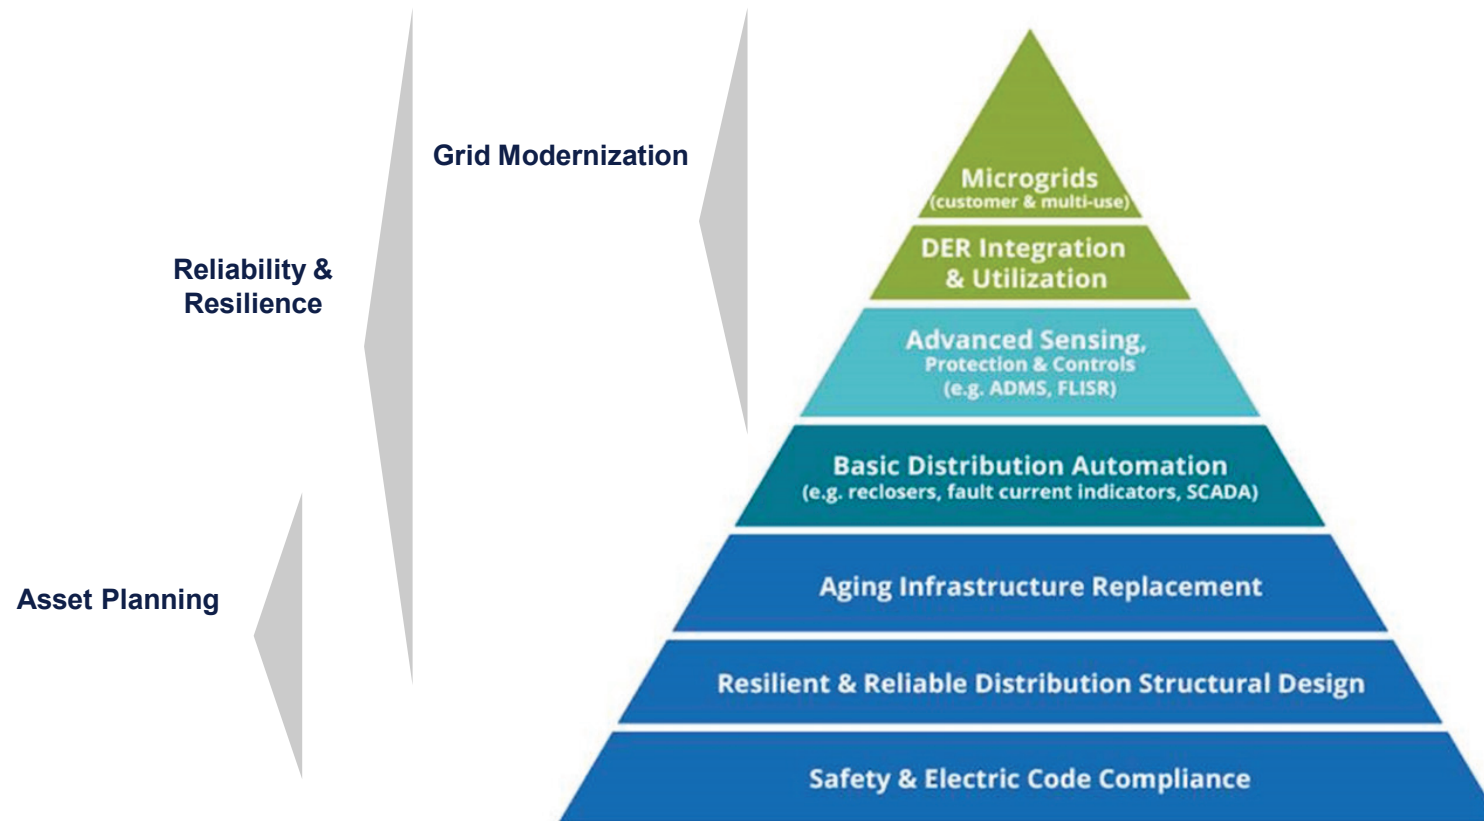 Grid Modernization
Reliability &
Resilience
Asset Planning
Microgrids
(customer & multi-use)
DER Integration
& Utilization
Advanced Sensing,
Protection & Controls
(e.g. ADMS, FLISR)
Basic Distribution Automation
(e.g. reclosers, fault current indicators, SCADA)
Aging Infrastructure Replacement
Resilient & Reliable Distribution Structural Design
Safety & Electric Code Compliance